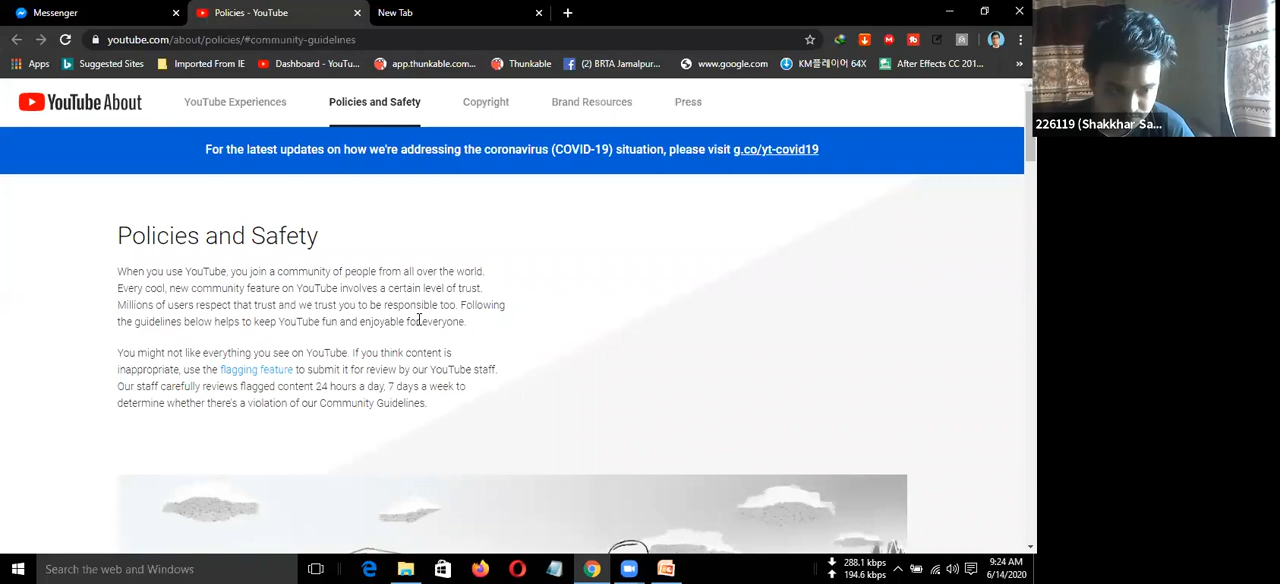 Messenger
Policies - YouTube
New Tab
youtube.com/about/policies/#community-guidelines
Apps
Suggested Sites
Imported From IE
Dashboard - YouTu...
app.thunkable.com...
Thunkable
(2) BRTA Jamalpur...
www.google.com
KM플레이어 64X
After Effects CC 201...
»
YouTube About
YouTube Experiences
Policies and Safety
Copyright
Brand Resources
Press
For the latest updates on how we're addressing the coronavirus (COVID-19) situation, please visit g.co/yt-covid19
Policies and Safety
When you use YouTube, you join a community of people from all over the world.
Every cool, new community feature on YouTube involves a certain level of trust.
Millions of users respect that trust and we trust you to be responsible too. Following
the guidelines below helps to keep YouTube fun and enjoyable for everyone.
You might not like everything you see on YouTube. If you think content is
inappropriate, use the flagging feature to submit it for review by our YouTube staff.
Our staff carefully reviews flagged content 24 hours a day, 7 days a week to
determine whether there's a violation of our Community Guidelines.
226119 (Shakkhar Sa...
Search the web and Windows
288.1 kbps
194.6 kbps
9:24 AM
6/14/2020